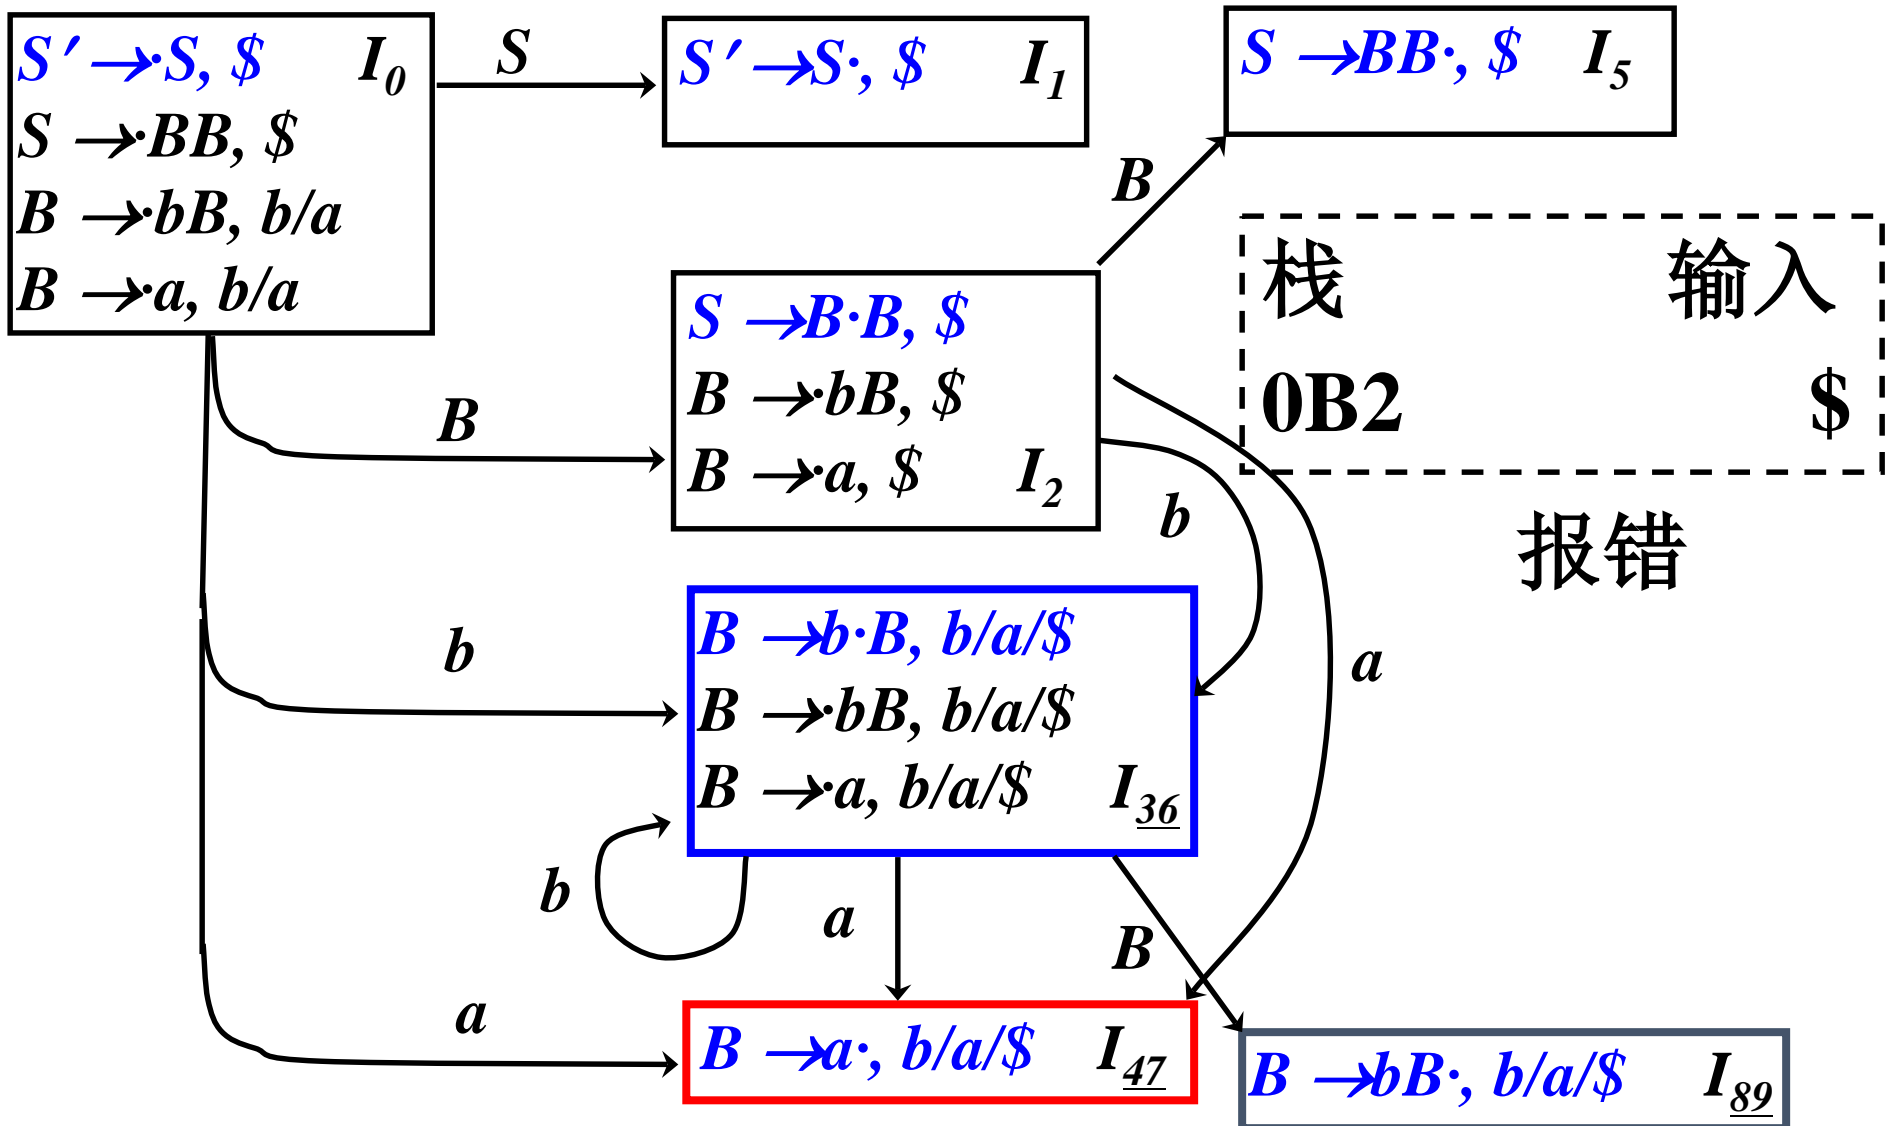 S′ →·S, $ I0
S →·BB, $
B →·bB, b/a
B →·a, b/a
S
S′ →S·, $ I1
S →BB·, $ I5
B
B
S →B·B, $
B →·bB, $
B →·a, $ I2
栈 输入
0B2 $
报错
b
a
b
B →b·B, b/a/$
B →·bB, b/a/$
B →·a, b/a/$ I36
b
a
B
a
B →a·, b/a/$ I47
B →bB·, b/a/$ I89